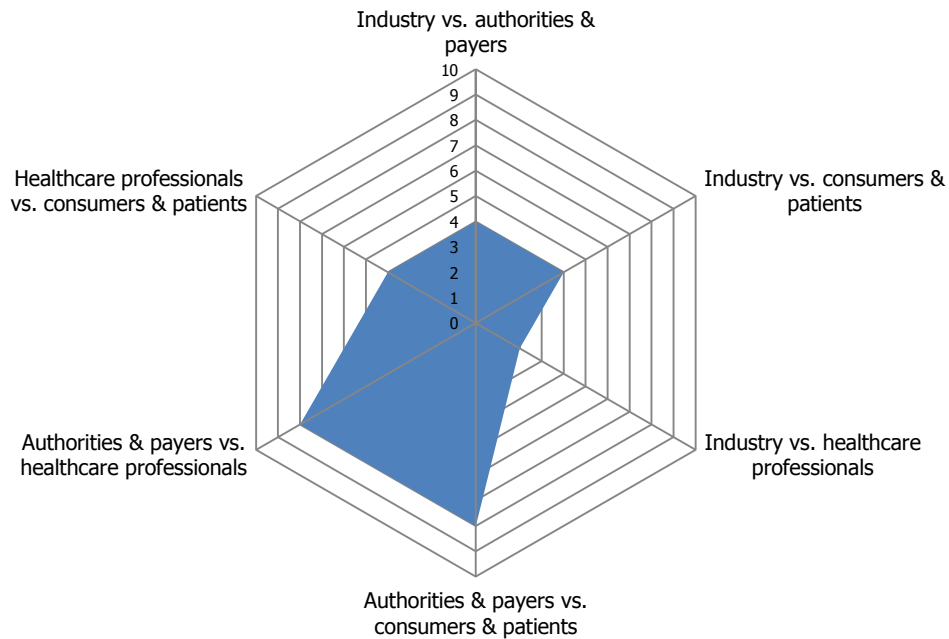 Industry vs. authorities &
payers
10
9
8
7
6
5
4
3
2
1
0
Industry vs. consumers &
patients
Industry vs. healthcare
professionals
Authorities & payers vs.
consumers & patients
Authorities & payers vs.
healthcare professionals
Healthcare professionals
vs. consumers & patients